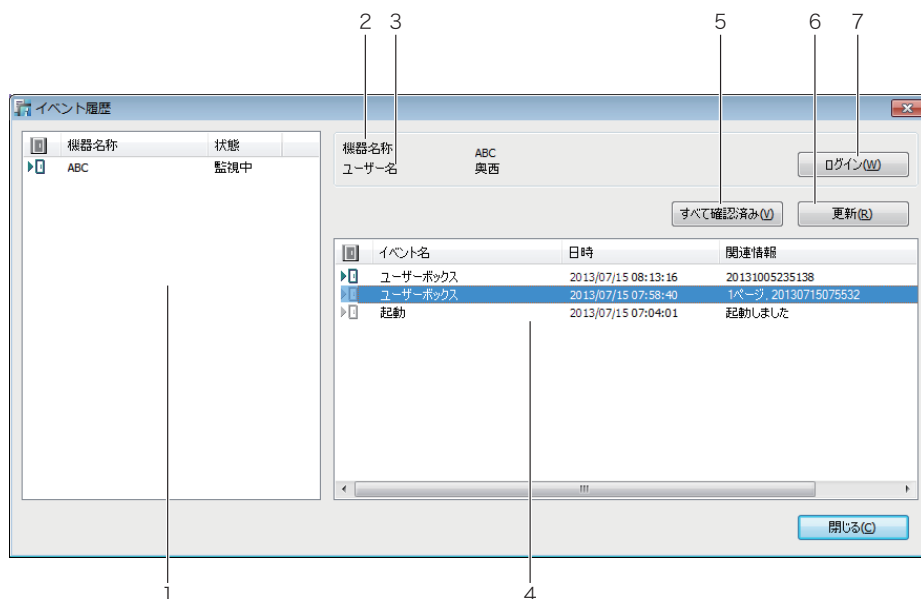 2 3 5 6 7
イベント履歴
機器名称 状態
ABC 監視中
機器名称 ABC
ユーザー名 奥西
ログイン(W)
すべて確認済み(V) 更新(R)
イベント名 日時 関連情報
ユーザーボックス 2013/07/15 08:13:16 20131005235138
ユーザーボックス 2013/07/15 07:58:40 1ページ, 20130715075532
起動 2013/07/15 07:04:01 起動しました
閉じる(C)
1 4